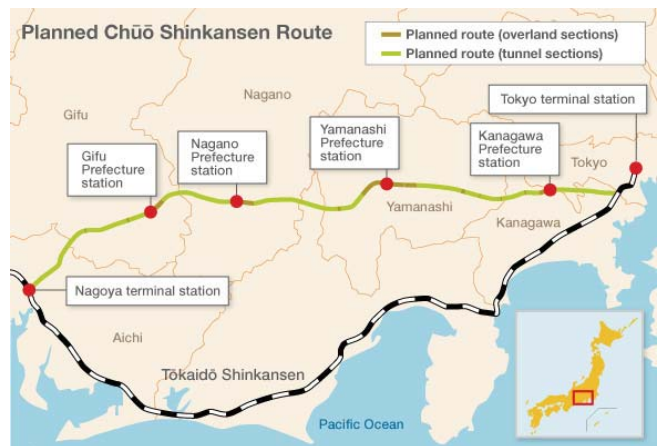 Planned Chūō Shinkansen Route
Planned route (overland sections)
Planned route (tunnel sections)
Nagano
Gifu
Tokyo terminal station
Yamanashi
Prefecture
station
Kanagawa
Prefecture
station
Nagano
Prefecture
station
Gifu
Prefecture
station
Tokyo
Yamanashi
Kanagawa
Nagoya terminal station
Aichi
Tōkaidō Shinkansen
Pacific Ocean